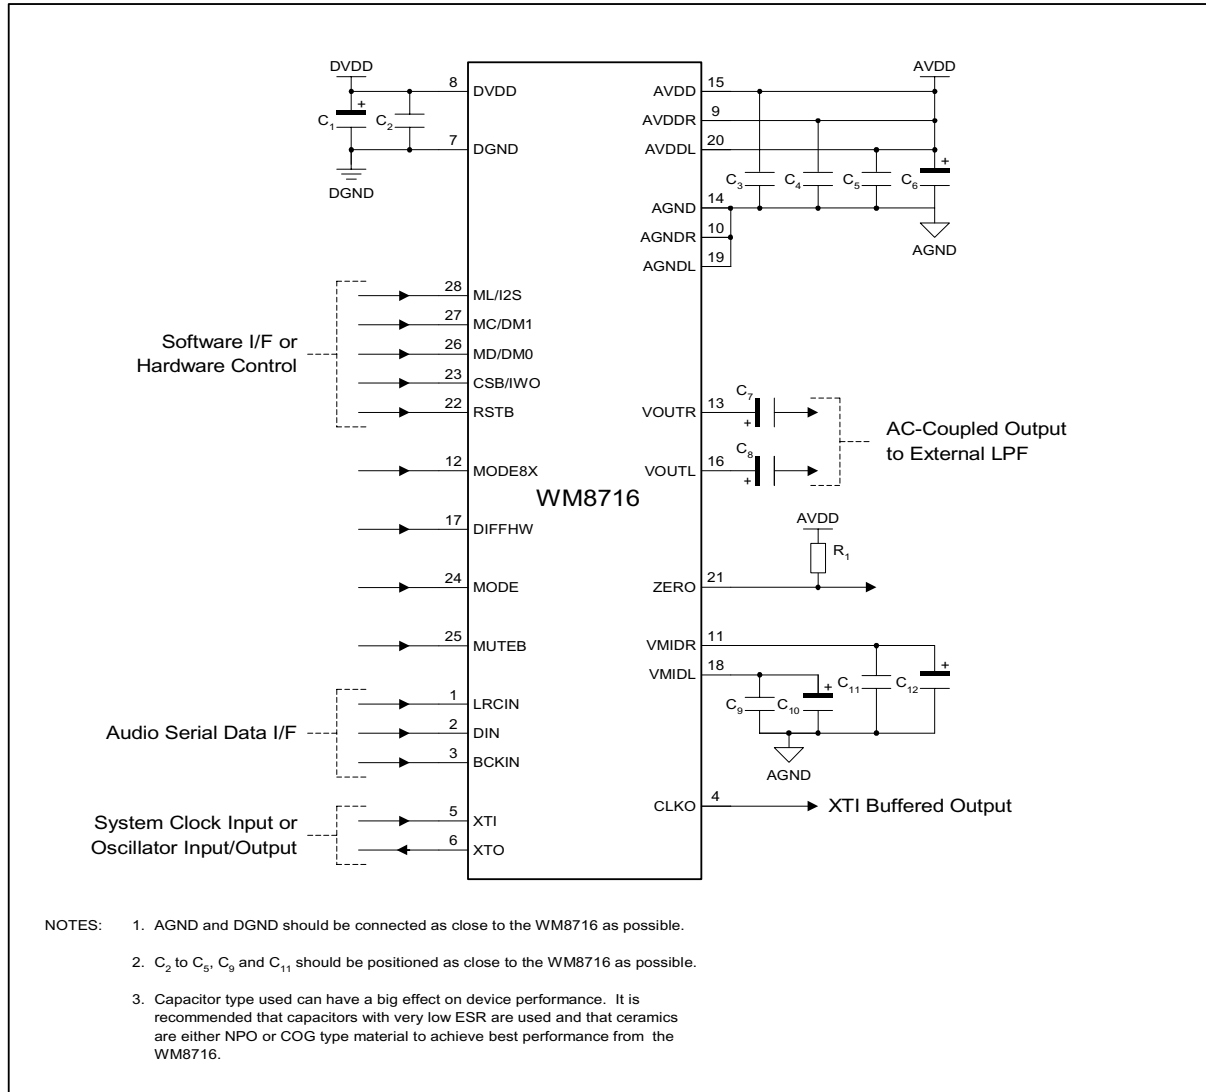 DVDD
8
DVDD
C1
+
C2
7
DGND
DGND
AVDD
15
AVDD
AVDDR
9
AVDDL
20
C3
C4
C5
C6
+
AGND
14
AGNDR
10
AGNDL
19
AGND
Software I/F or
Hardware Control
28
ML/I2S
27
MC/DM1
26
MD/DM0
23
CSB/IWO
22
RSTB
12
MODE8X
17
DIFFHW
24
MODE
25
MUTEB
WM8716
VOUTR
13
C7
+
VOUTL
16
C8
+
AC-Coupled Output
to External LPF
AVDD
R1
ZERO
21
VMIDR
11
VMIDL
18
C9
C10
+
C11
C12
+
AGND
Audio Serial Data I/F
1
LRCIN
2
DIN
3
BCKIN
System Clock Input or
Oscillator Input/Output
5
XTI
6
XTO
CLKO
4
XTI Buffered Output
NOTES: 1. AGND and DGND should be connected as close to the WM8716 as possible.
2. C2 to C5, C9 and C11 should be positioned as close to the WM8716 as possible.
3. Capacitor type used can have a big effect on device performance. It is
recommended that capacitors with very low ESR are used and that ceramics
are either NPO or COG type material to achieve best performance from the
WM8716.